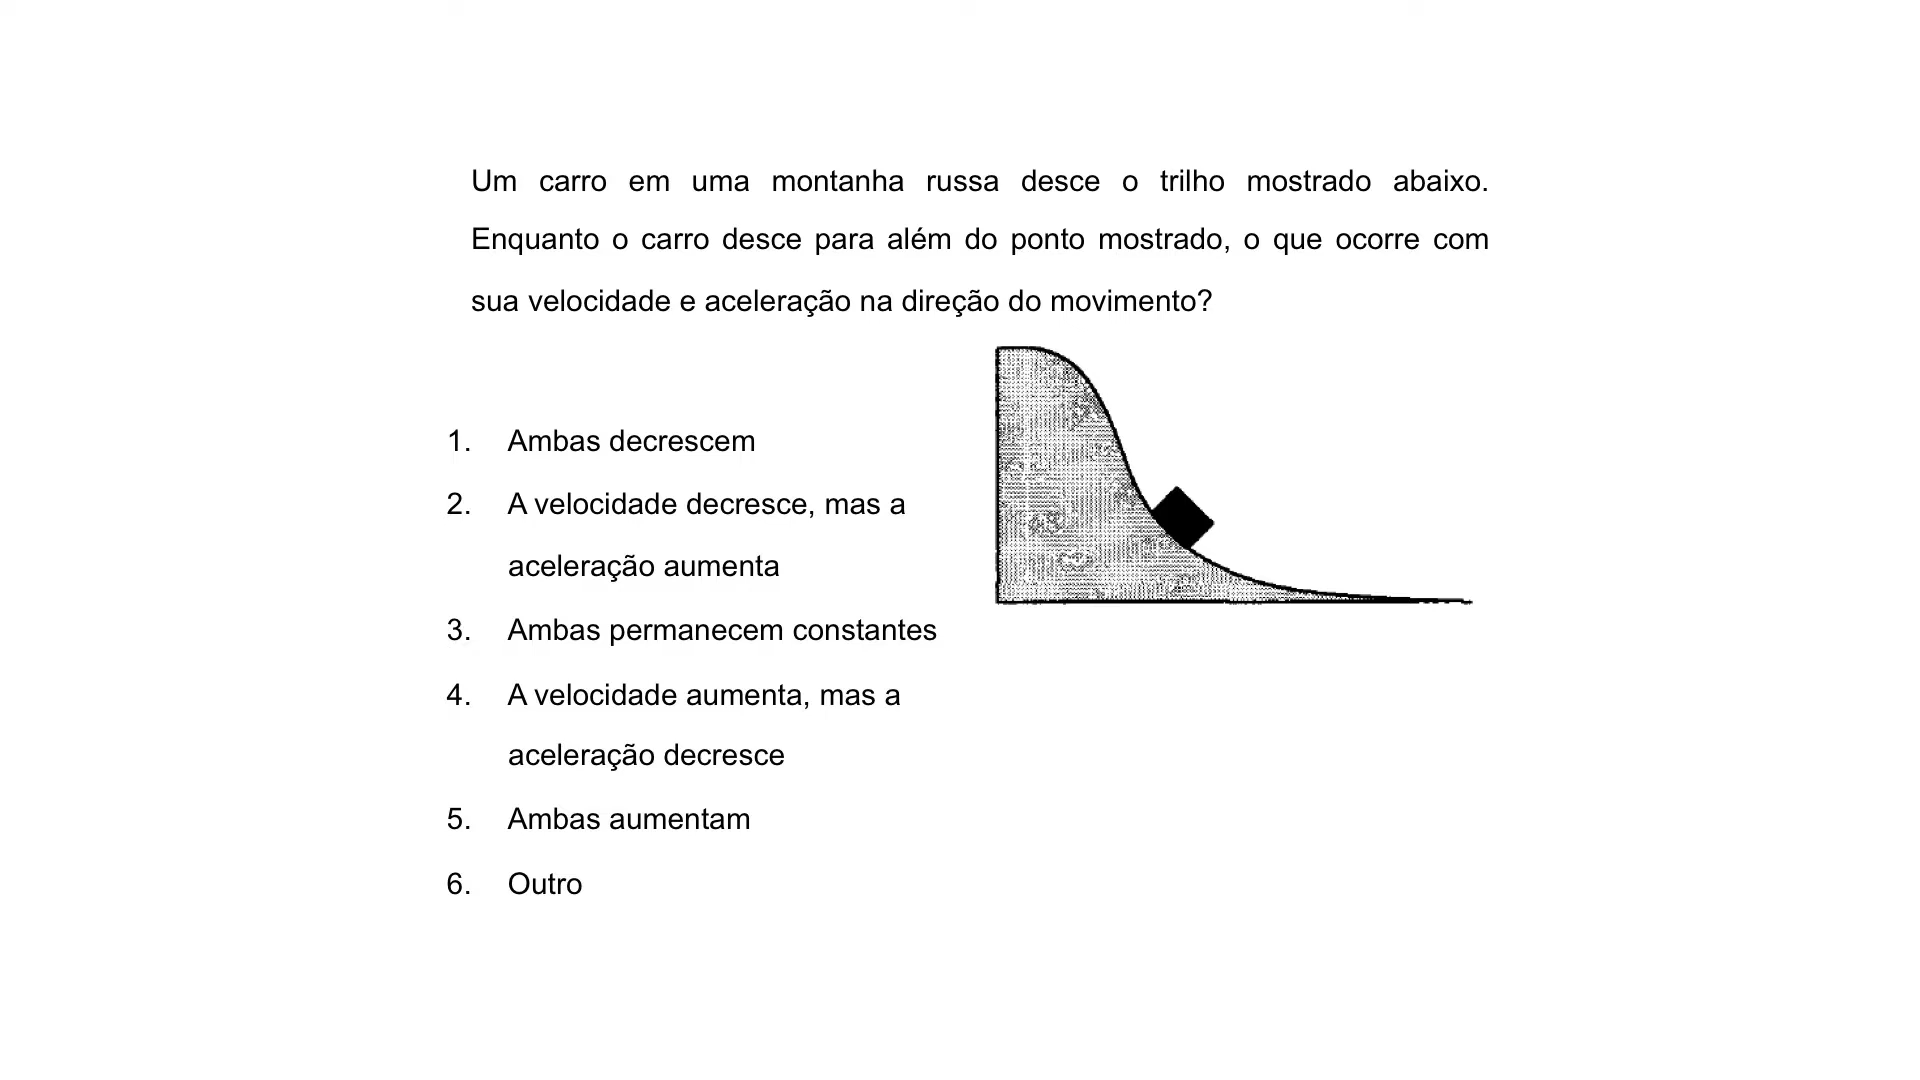 Um carro em uma montanha russa desce o trilho mostrado abaixo.
Enquanto o carro desce para além do ponto mostrado, o que ocorre com
sua velocidade e aceleração na direção do movimento?
1. Ambas decrescem
2. A velocidade decresce, mas a
aceleração aumenta
3. Ambas permanecem constantes
4. A velocidade aumenta, mas a
aceleração decresce
5. Ambas aumentam
6. Outro